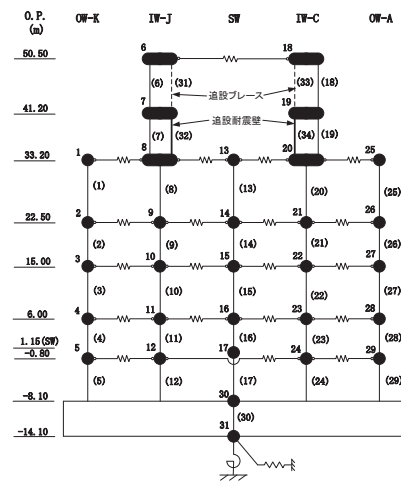 O.P. OW-K IW-J SW IW-C OW-A
(m)
6 18
50.50
(6) (31) (33) (18)
追設ブレース
41.20 7 19
追設耐震壁
(7) (32) (34) (19)
33.20 1 8 13 20 25
(1) (8) (13) (20) (25)
22.50 2 9 14 21 26
(2) (9) (14) (21) (26)
15.00 3 10 15 22 27
(3) (10) (15) (22) (27)
6.00 4 11 16 23 28
(4) (11) (16) (23) (28)
1.15(SW) 17
-0.80 5 12 24 29
(5) (12) (17) (24) (29)
-8.10 30
(30)
-14.10 31